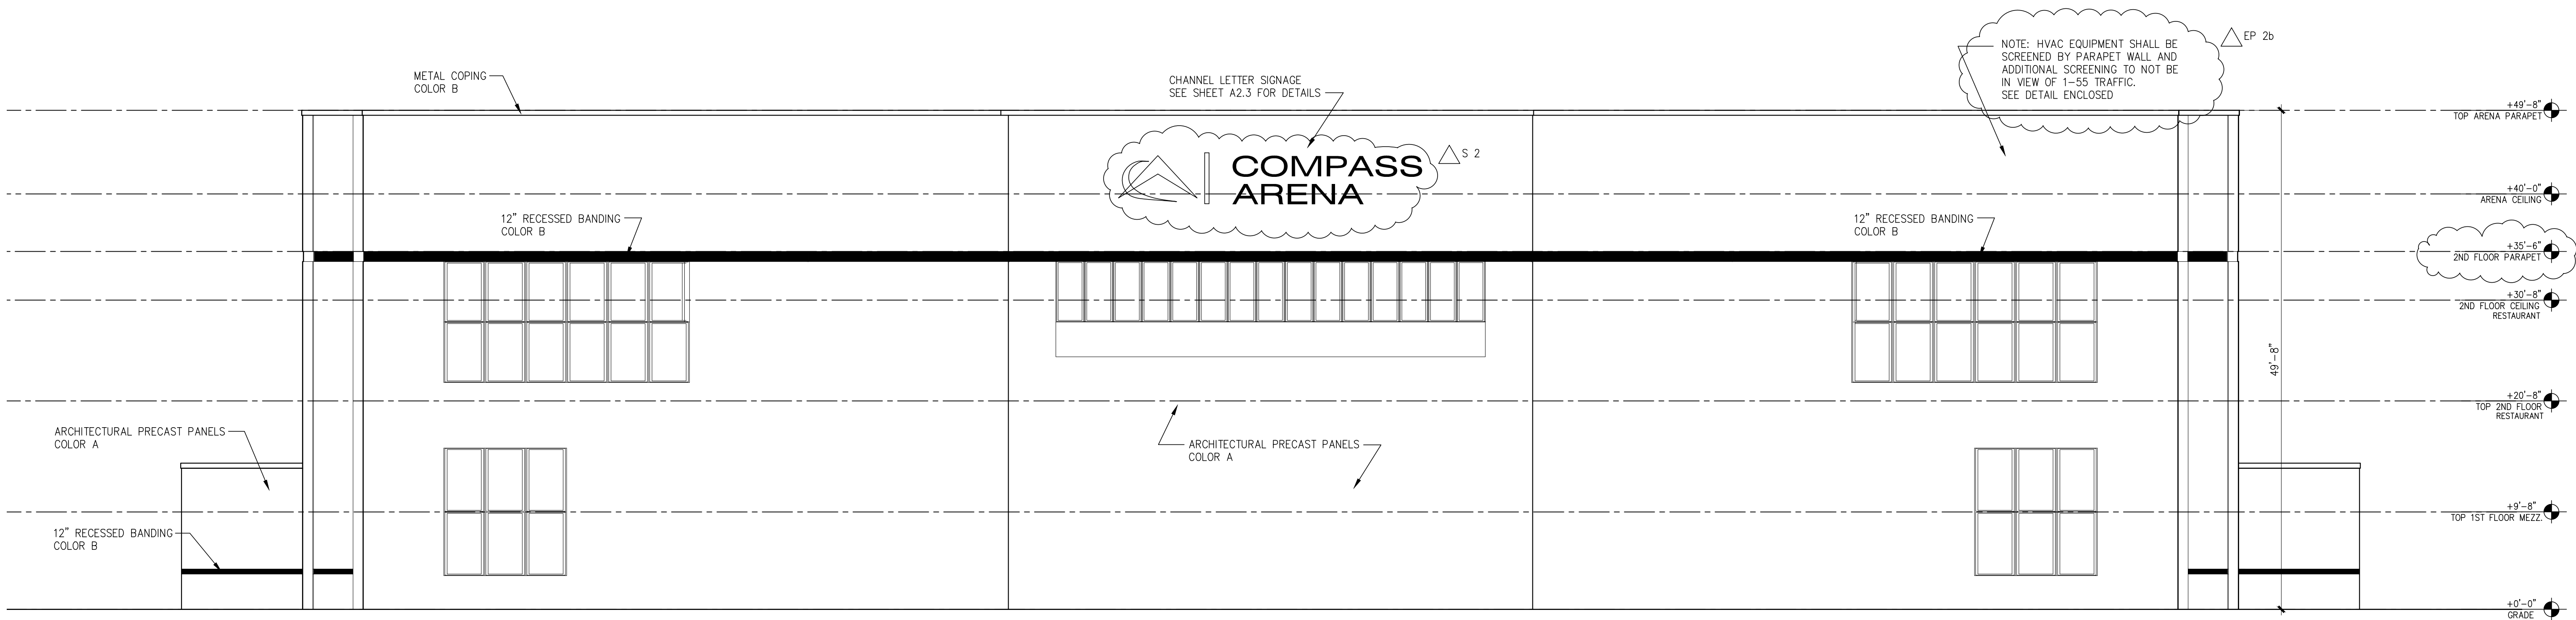 NOTE: HVAC EQUIPMENT SHALL BE
SCREENED BY PARAPET WALL AND
ADDITIONAL SCREENING TO NOT BE
IN VIEW OF 1-55 TRAFFIC.
SEE DETAIL ENCLOSED
EP 2b
METAL COPING
COLOR B
CHANNEL LETTER SIGNAGE
SEE SHEET A2.3 FOR DETAILS
+49'-8"
TOP ARENA PARAPET
COMPASS
ARENA
S 2
+40'-0"
ARENA CEILING
12" RECESSED BANDING
COLOR B
12" RECESSED BANDING
COLOR B
+35'-6"
2ND FLOOR PARAPET
+30'-8"
2ND FLOOR CEILING
RESTAURANT
49'-8"
+20'-8"
TOP 2ND FLOOR
RESTAURANT
ARCHITECTURAL PRECAST PANELS
COLOR A
ARCHITECTURAL PRECAST PANELS
COLOR A
+9'-8"
TOP 1ST FLOOR MEZZ.
12" RECESSED BANDING
COLOR B
+0'-0"
GRADE